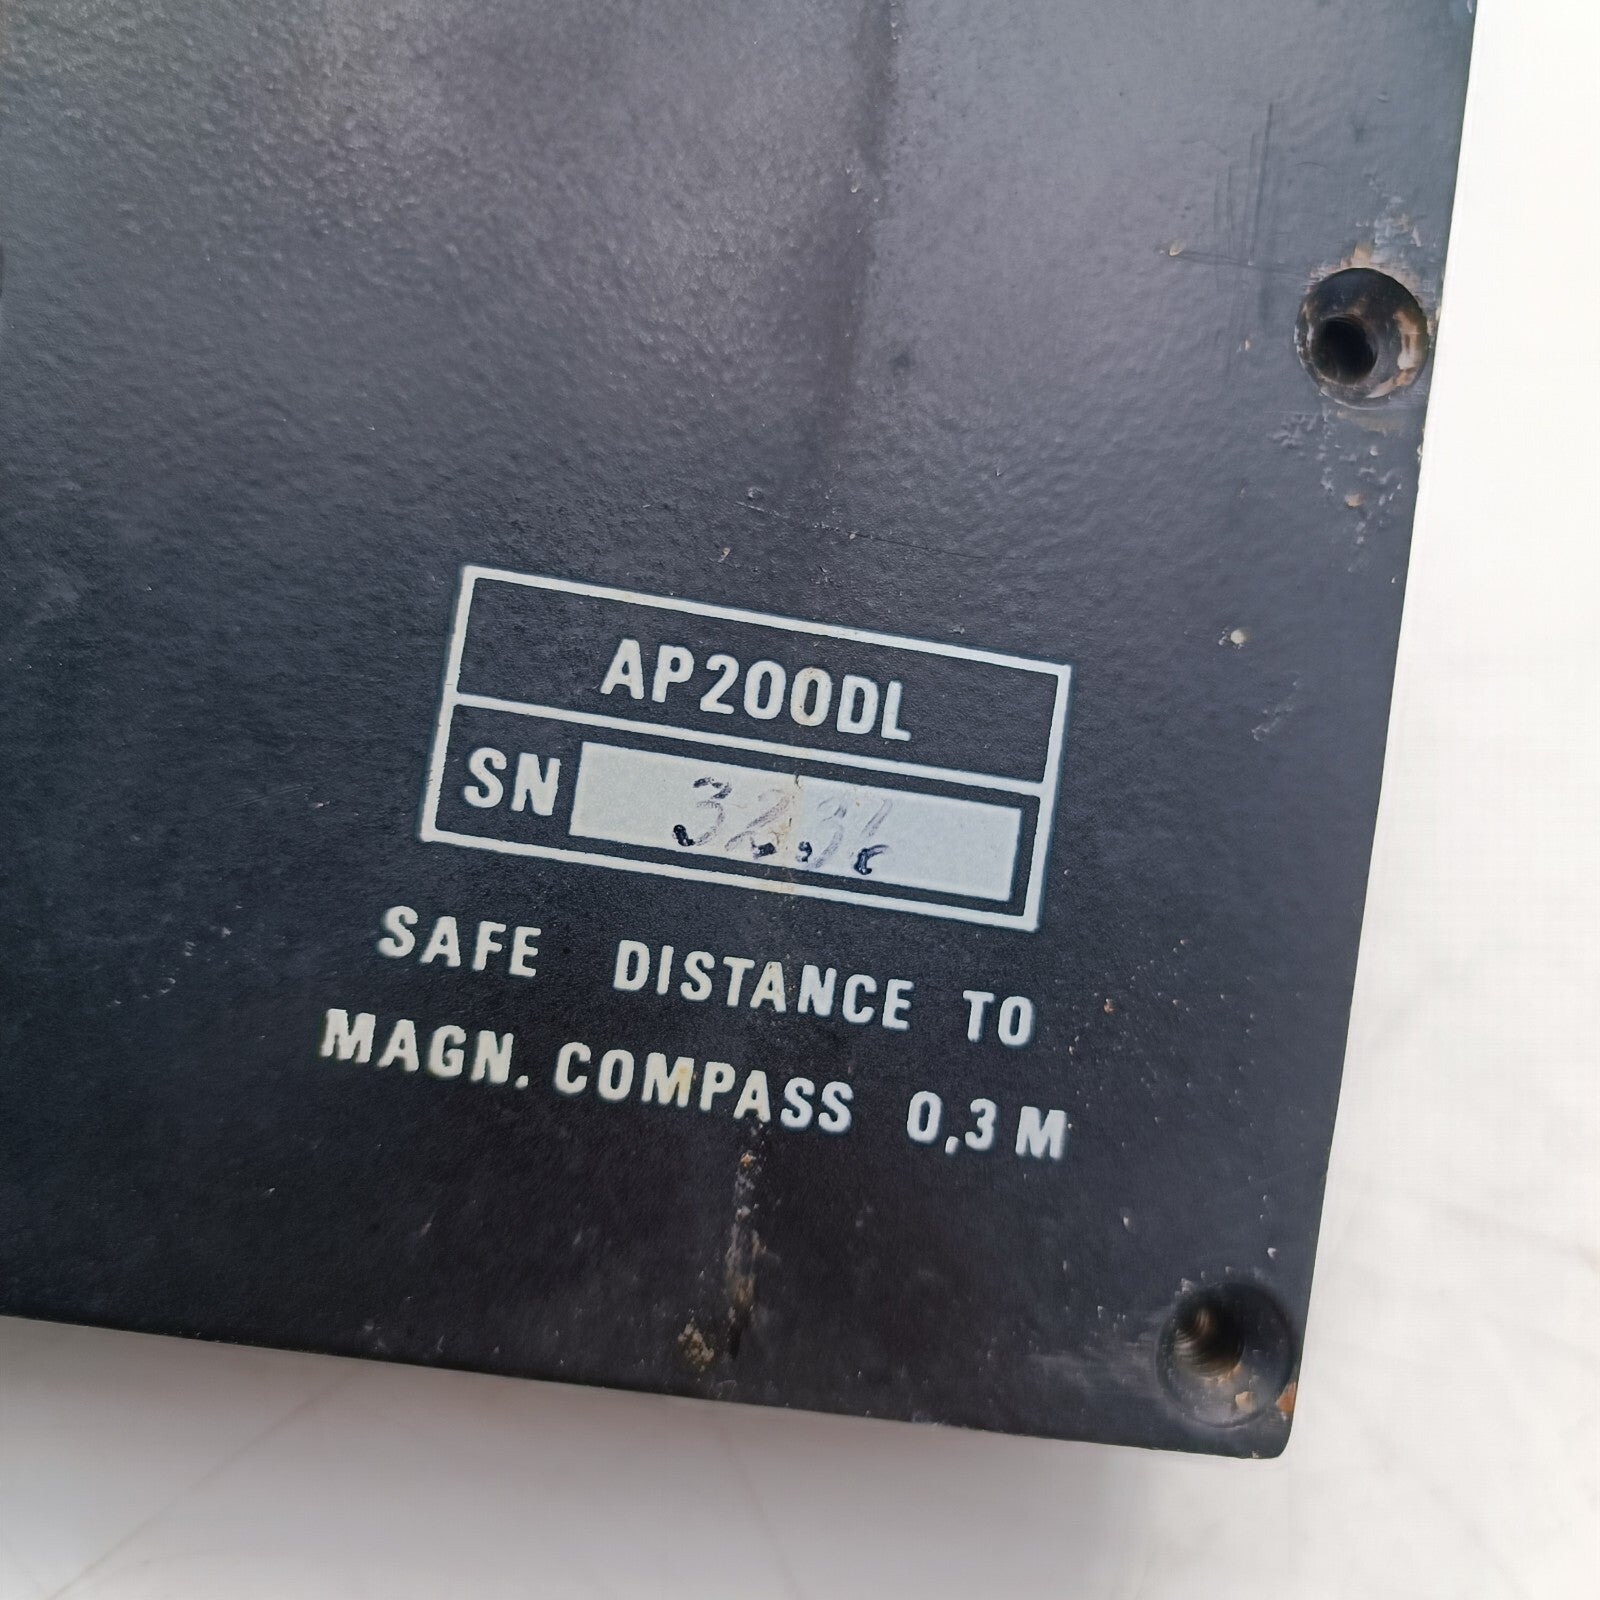 AP200DL
SN
SAFE DISTANCE TO
MAGN. COMPASS 0,3 M